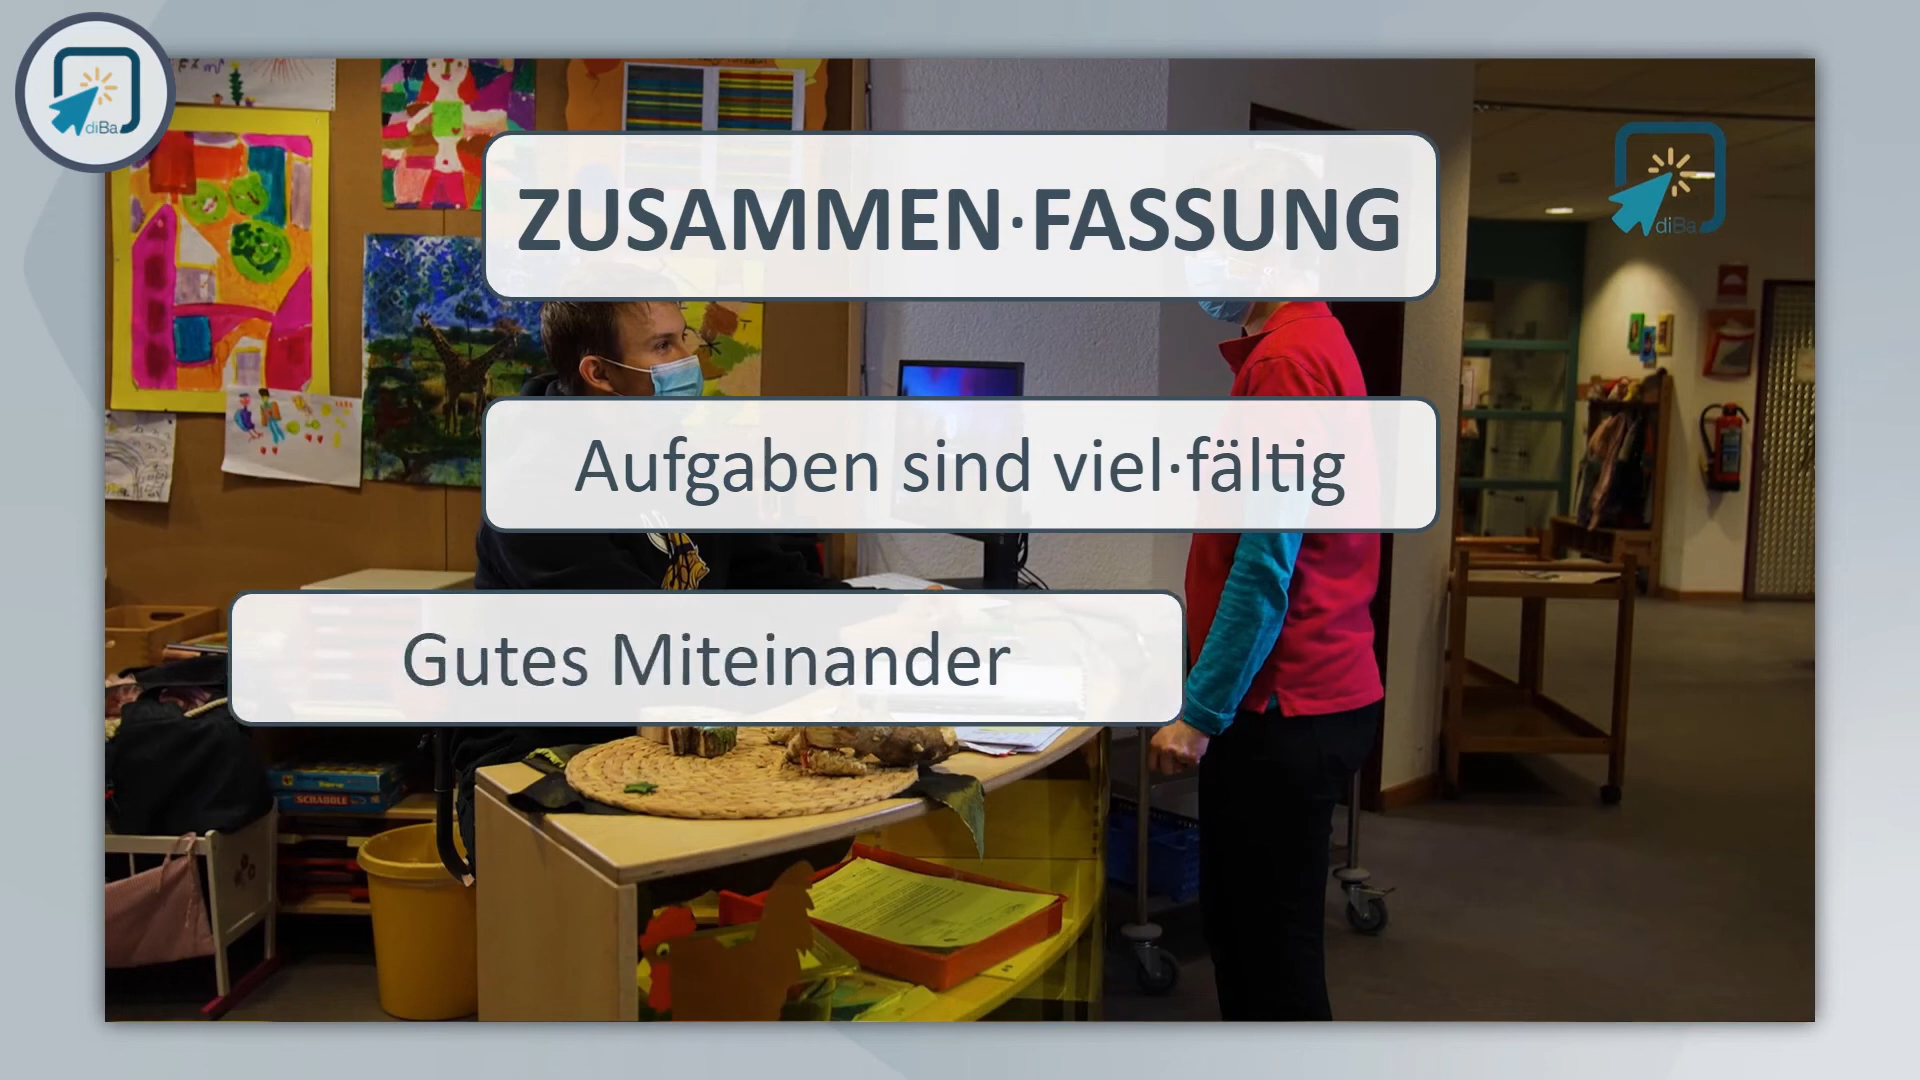 diBa
diBa
ZUSAMMEN·FASSUNG
Aufgaben sind viel·fältig
Gutes Miteinander
SCRABBLE